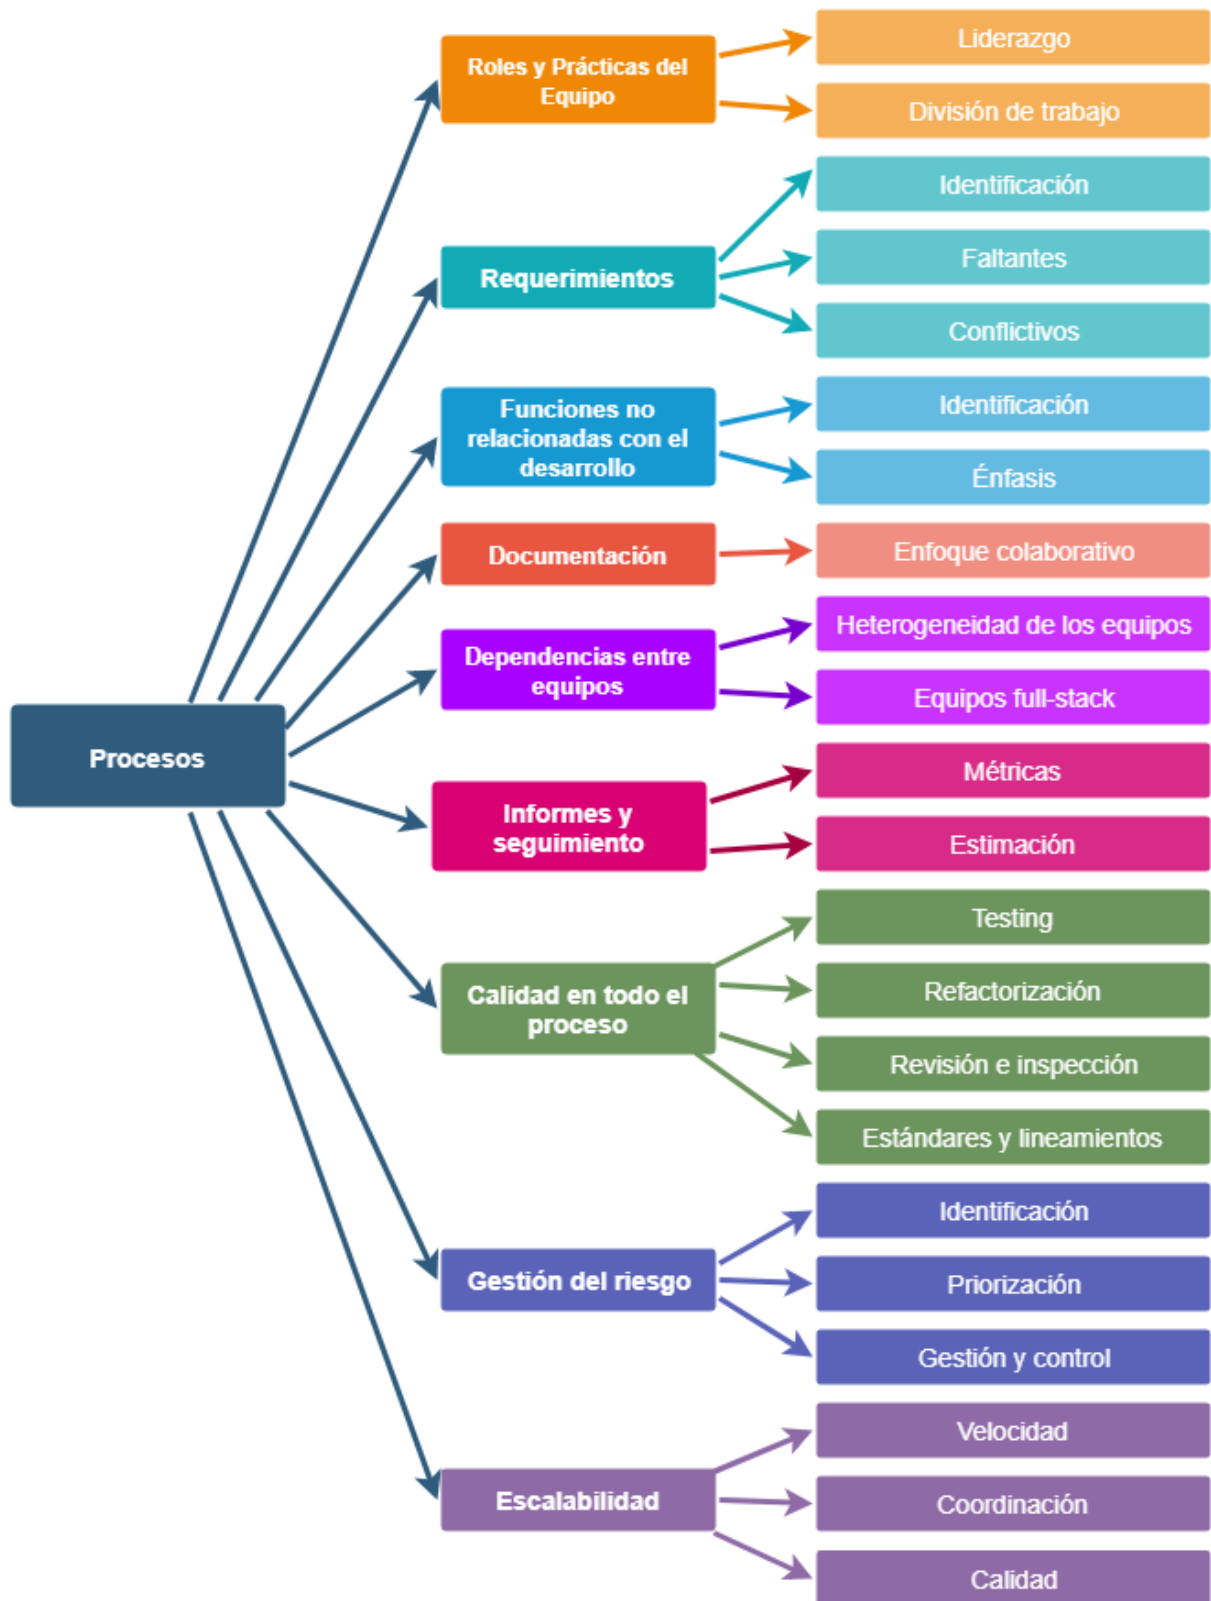 Procesos
Roles y Prácticas del
Equipo
Liderazgo
División de trabajo
Requerimientos
Identificación
Faltantes
Conflictivos
Funciones no
relacionadas con el
desarrollo
Identificación
Énfasis
Documentación
Enfoque colaborativo
Dependencias entre
equipos
Heterogeneidad de los equipos
Equipos full-stack
Informes y
seguimiento
Métricas
Estimación
Calidad en todo el
proceso
Testing
Refactorización
Revisión e inspección
Estándares y lineamientos
Gestión del riesgo
Identificación
Priorización
Gestión y control
Escalabilidad
Velocidad
Coordinación
Calidad